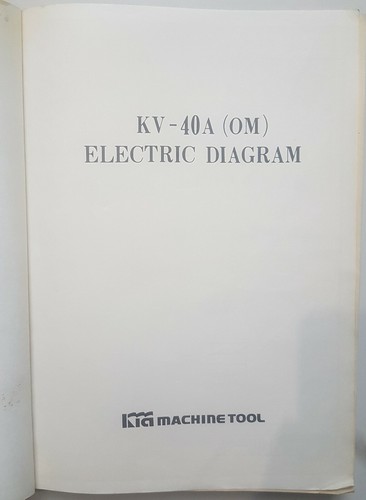 KV-40A (OM)
ELECTRIC DIAGRAM
KIA MACHINE TOOL